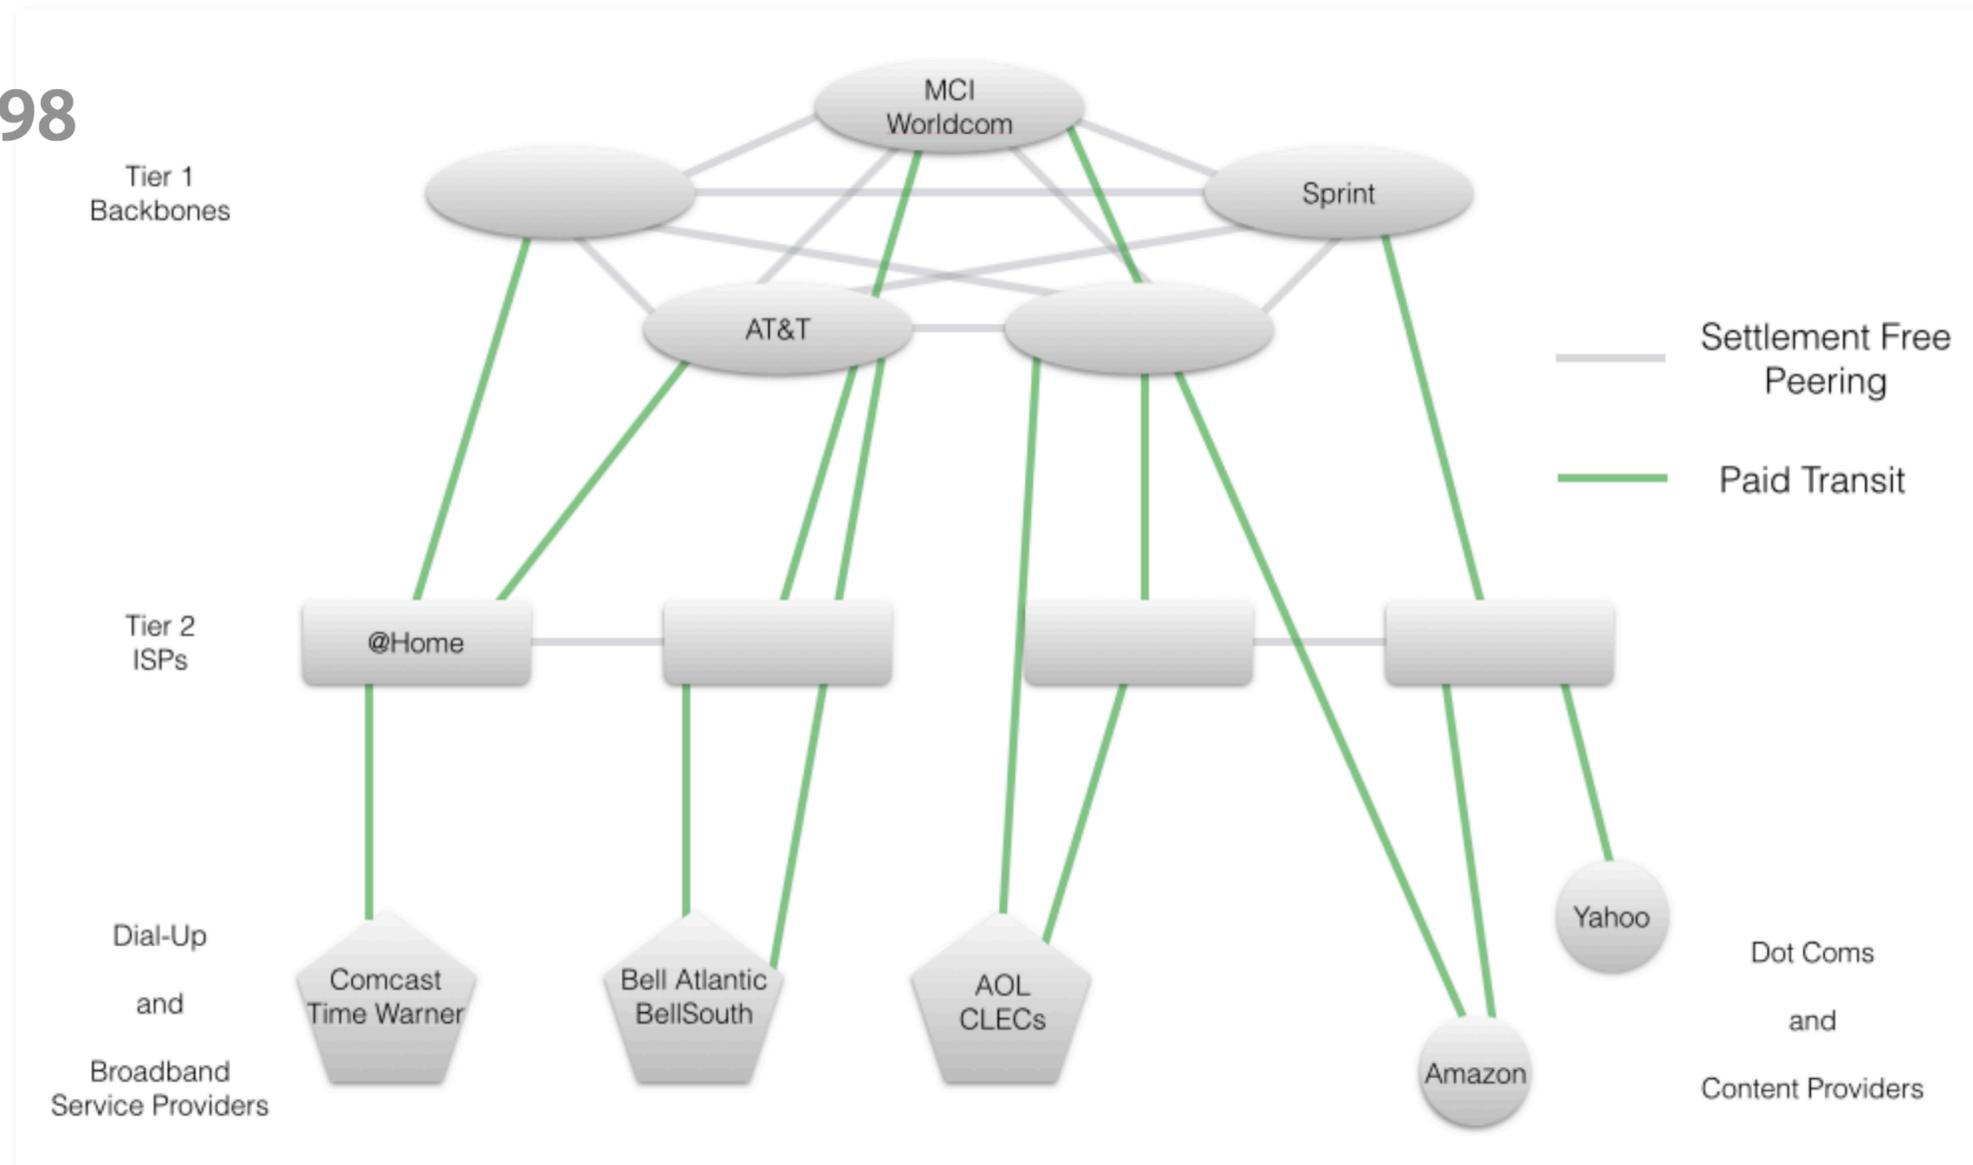 98
MCI
Worldcom
Tier 1
Backbones
Sprint
AT&T
Settlement Free
Peering
Paid Transit
Tier 2
ISPs
@Home
Dial-Up
and
Broadband
Service Providers
Comcast
Time Warner
Bell Atlantic
BellSouth
AOL
CLECs
Amazon
Yahoo
Dot Coms
and
Content Providers